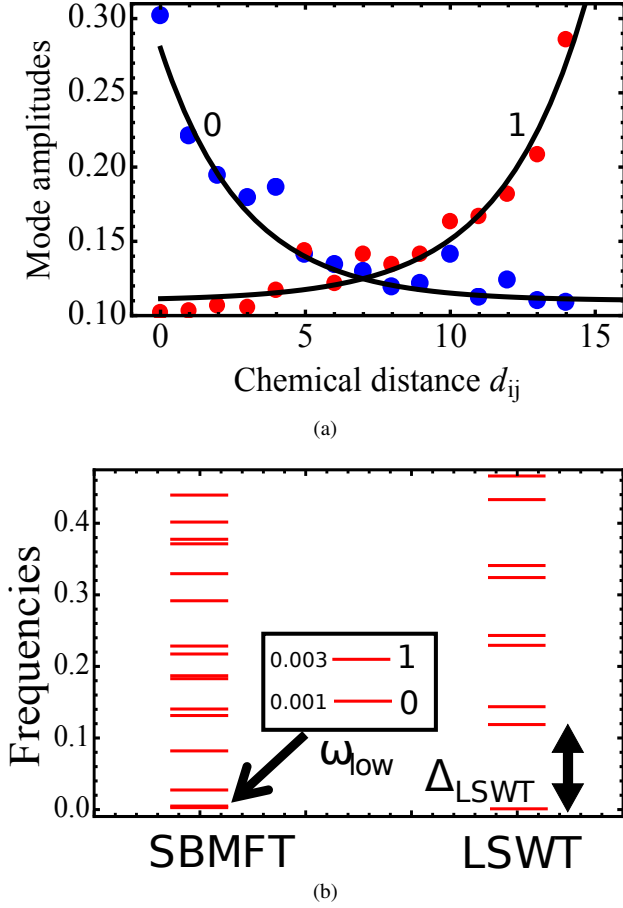 0.30
0.25
0.20
0.15
0.10
Mode amplitudes
0
1
0 5 10 15
Chemical distance d_ij
(a)
0.4
0.3
0.2
0.1
0.0
Frequencies
0.003 1
0.001 0
ω_low
Δ_LSWT
SBMFT LSWT
(b)